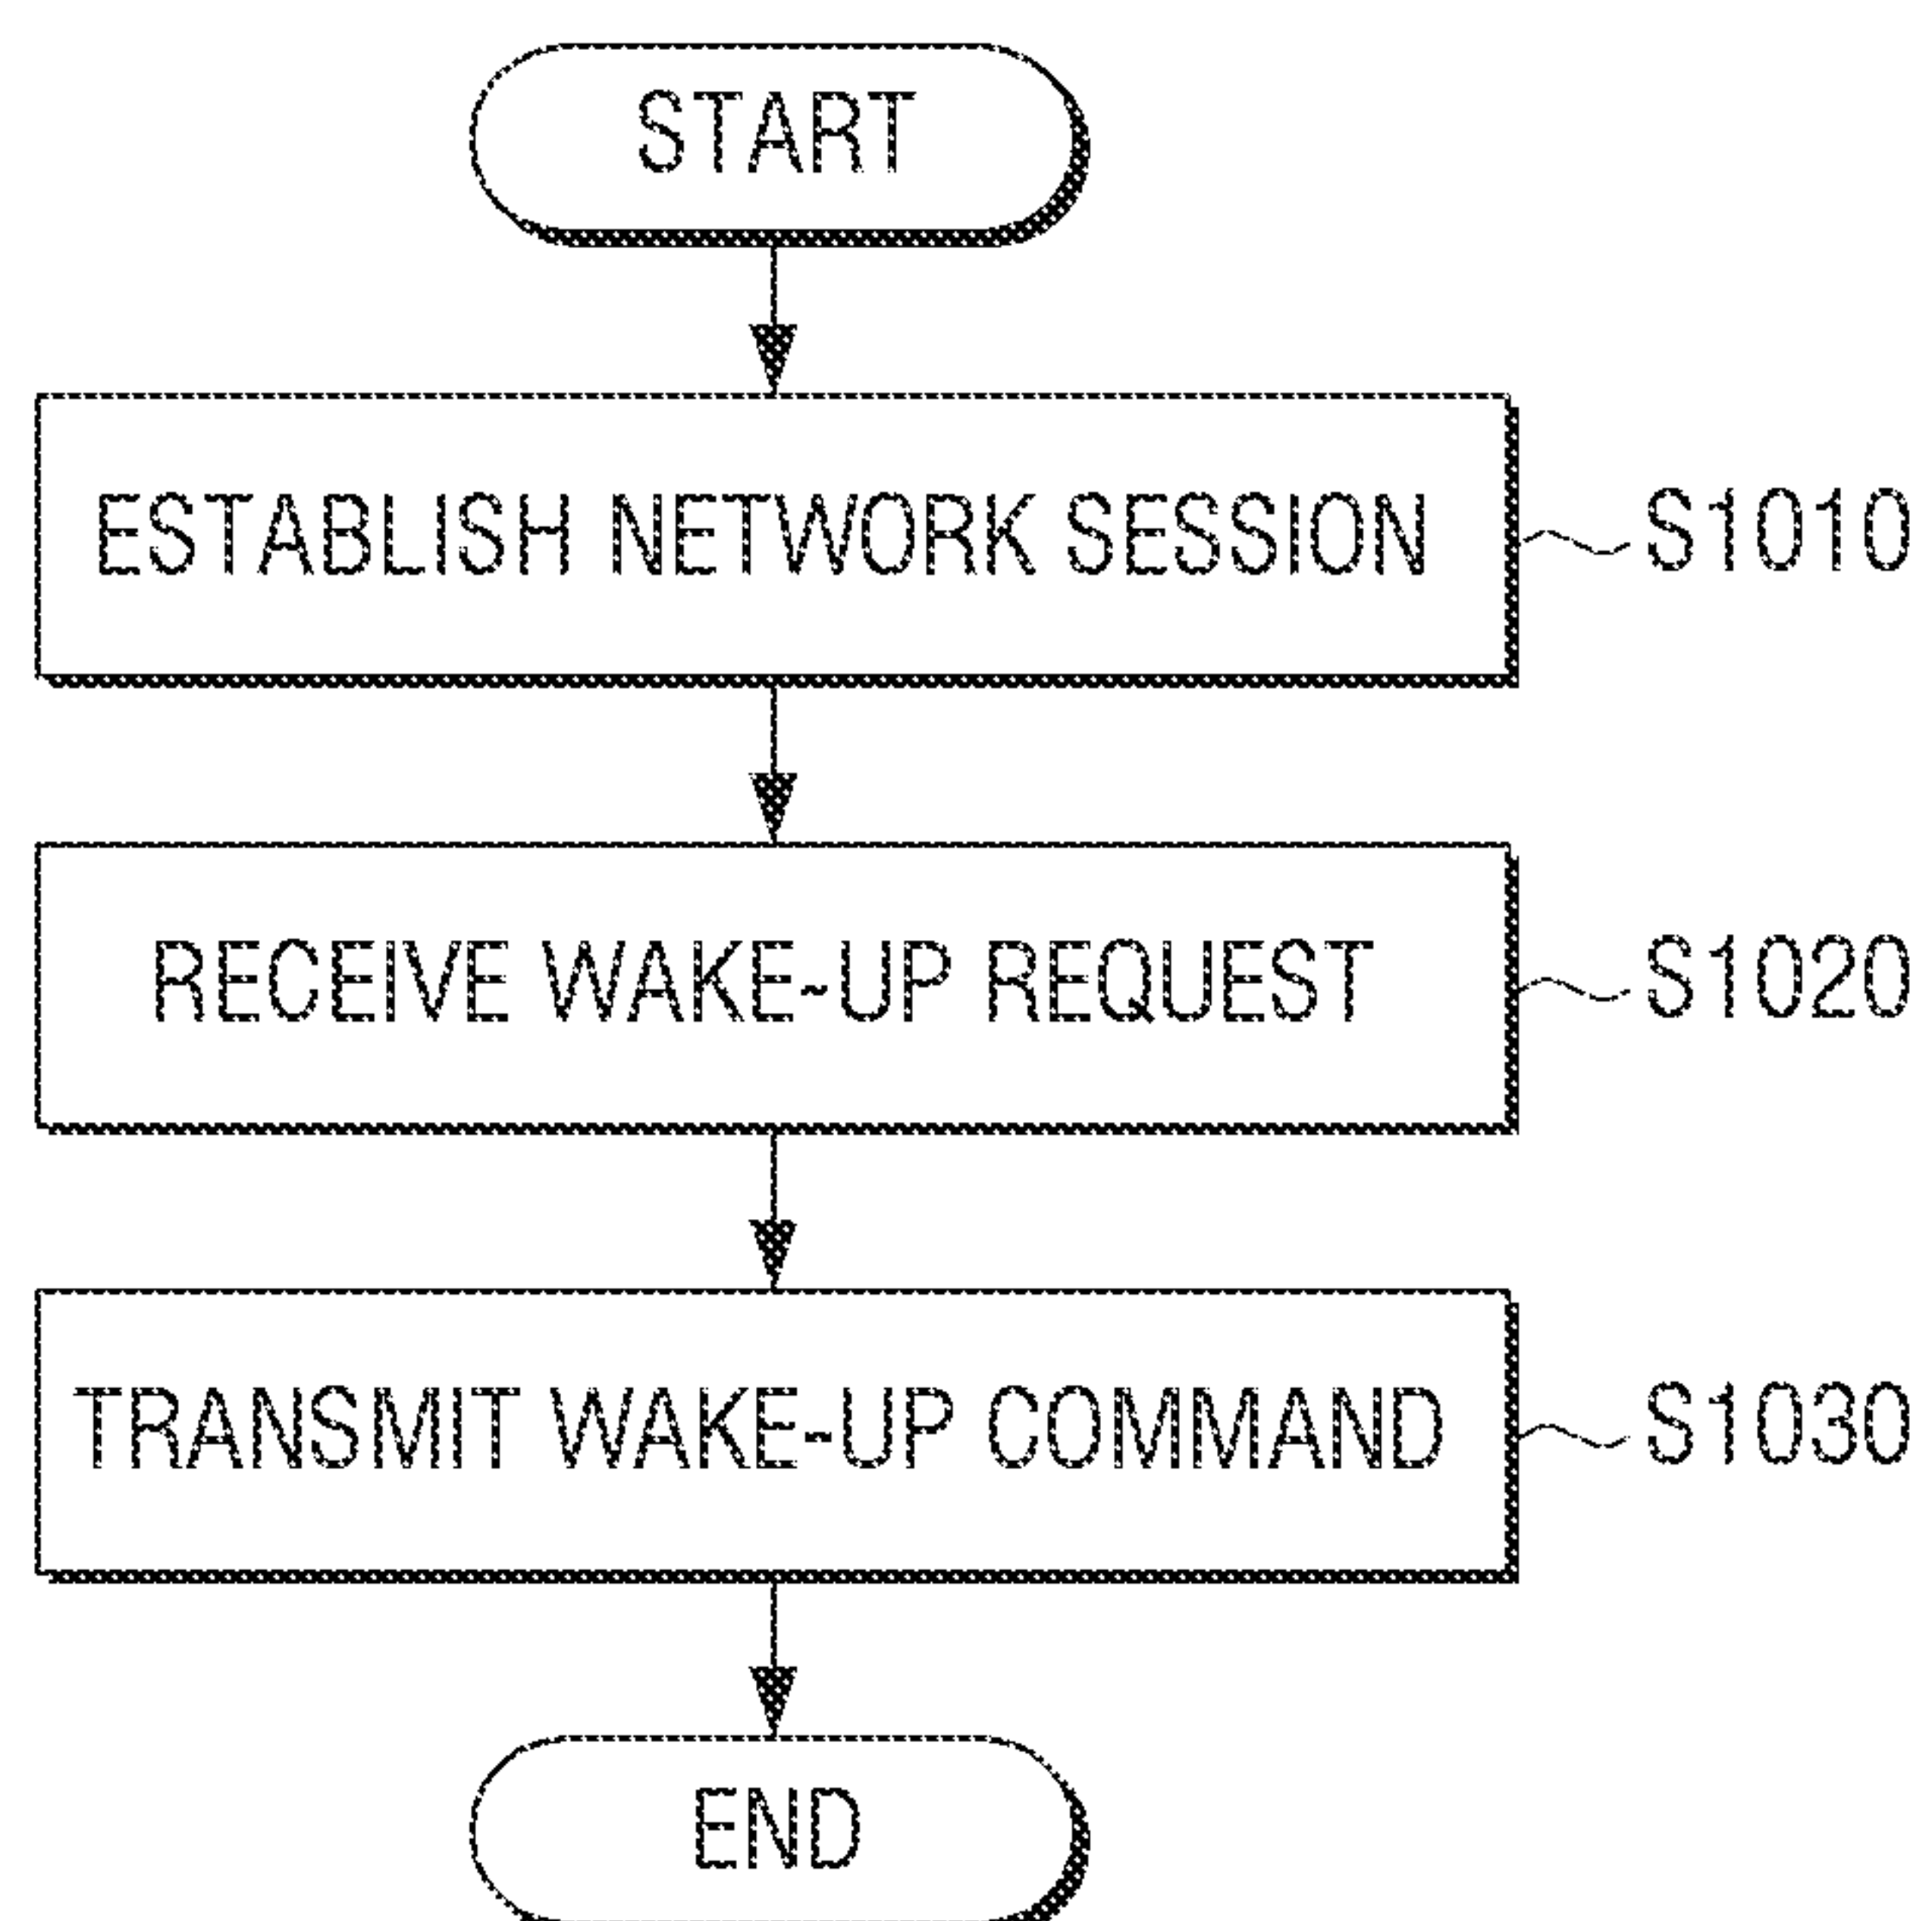 START
ESTABLISH NETWORK SESSION
S1010
RECEIVE WAKE-UP REQUEST
S1020
TRANSMIT WAKE-UP COMMAND
S1030
END